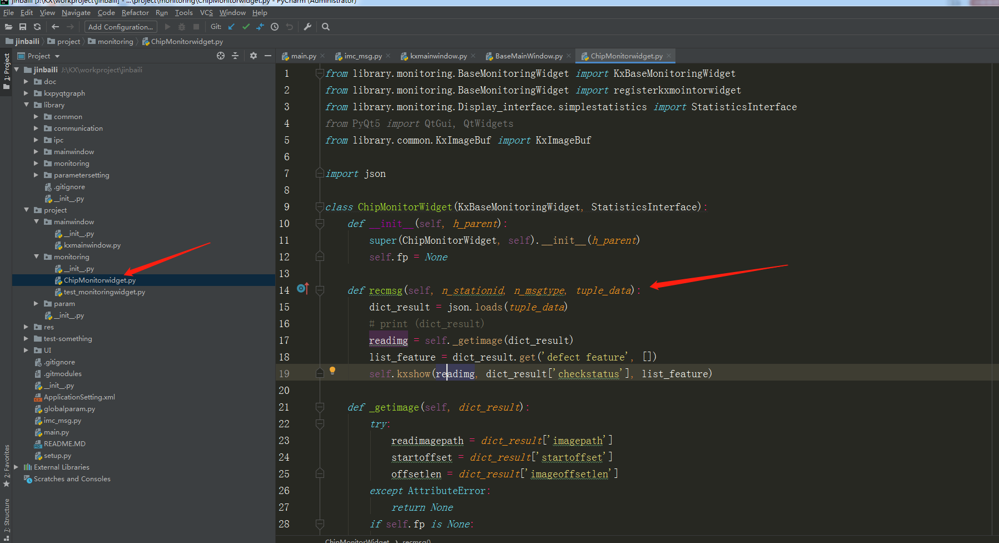 jinbaili [J:\KX\workproject\jinbaili] - ...\project\monitoring\ChipMonitorwidget.py - PyCharm (Administrator)
File Edit View Navigate Code Refactor Run Tools VCS Window Help
Add Configuration... Git:
jinbaili project monitoring ChipMonitorwidget.py
1: Project
Project
main.py imc_msg.py kxmainwindow.py BaseMainWindow.py ChipMonitorwidget.py
jinbaili J:\KX\workproject\jinbaili
doc
kxpyqtgraph
library
common
communication
ipc
mainwindow
monitoring
parametersetting
.gitignore
__init__.py
project
mainwindow
__init__.py
kxmainwindow.py
monitoring
__init__.py
ChipMonitorwidget.py
test_monitoringwidget.py
param
__init__.py
res
test-something
UI
.gitignore
.gitmodules
__init__.py
ApplicationSetting.xml
globalparam.py
imc_msg.py
main.py
README.MD
setup.py
External Libraries
Scratches and Consoles
2: Favorites
7: Structure
1 from library.monitoring.BaseMonitoringWidget import KxBaseMonitoringWidget
2 from library.monitoring.BaseMonitoringWidget import registerkxmointorwidget
3 from library.monitoring.Display_interface.simplestatistics import StatisticsInterface
4 from PyQt5 import QtGui, QtWidgets
5 from library.common.KxImageBuf import KxImageBuf
6
7 import json
8
9 class ChipMonitorWidget(KxBaseMonitoringWidget, StatisticsInterface):
10 def __init__(self, h_parent):
11 super(ChipMonitorWidget, self).__init__(h_parent)
12 self.fp = None
13
14 def recmsg(self, n_stationid, n_msgtype, tuple_data):
15 dict_result = json.loads(tuple_data)
16 # print (dict_result)
17 readimg = self._getimage(dict_result)
18 list_feature = dict_result.get('defect feature', [])
19 self.kxshow(readimg, dict_result['checkstatus'], list_feature)
20
21 def _getimage(self, dict_result):
22 try:
23 readimagepath = dict_result['imagepath']
24 startoffset = dict_result['startoffset']
25 offsetlen = dict_result['imageoffsetlen']
26 except AttributeError:
27 return None
28 if self.fp is None:
ChipMonitorWidget recmsg()